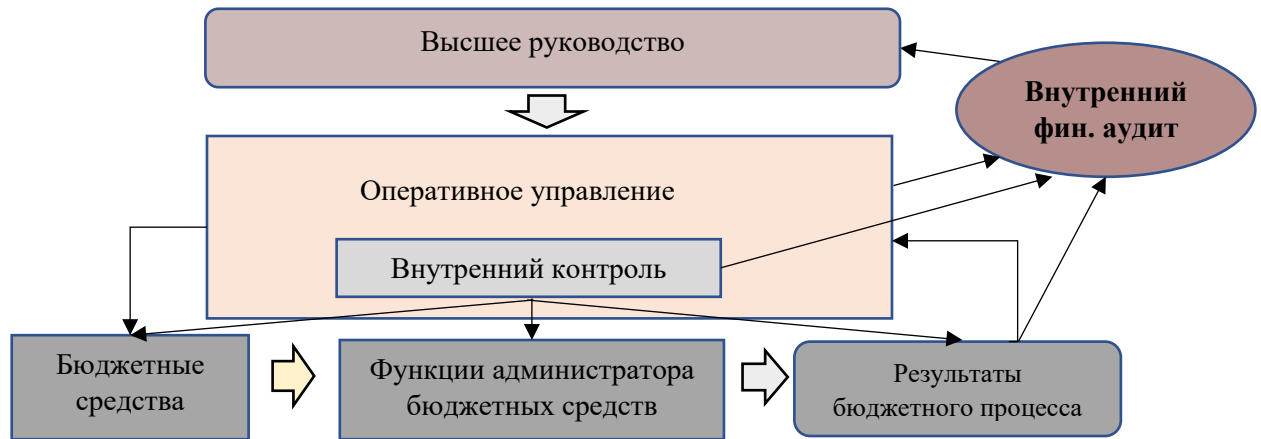 Высшее руководство
Внутренний
фин. аудит
Оперативное управление
Внутренний контроль
Бюджетные
средства
Функции администратора
бюджетных средств
Результаты
бюджетного процесса